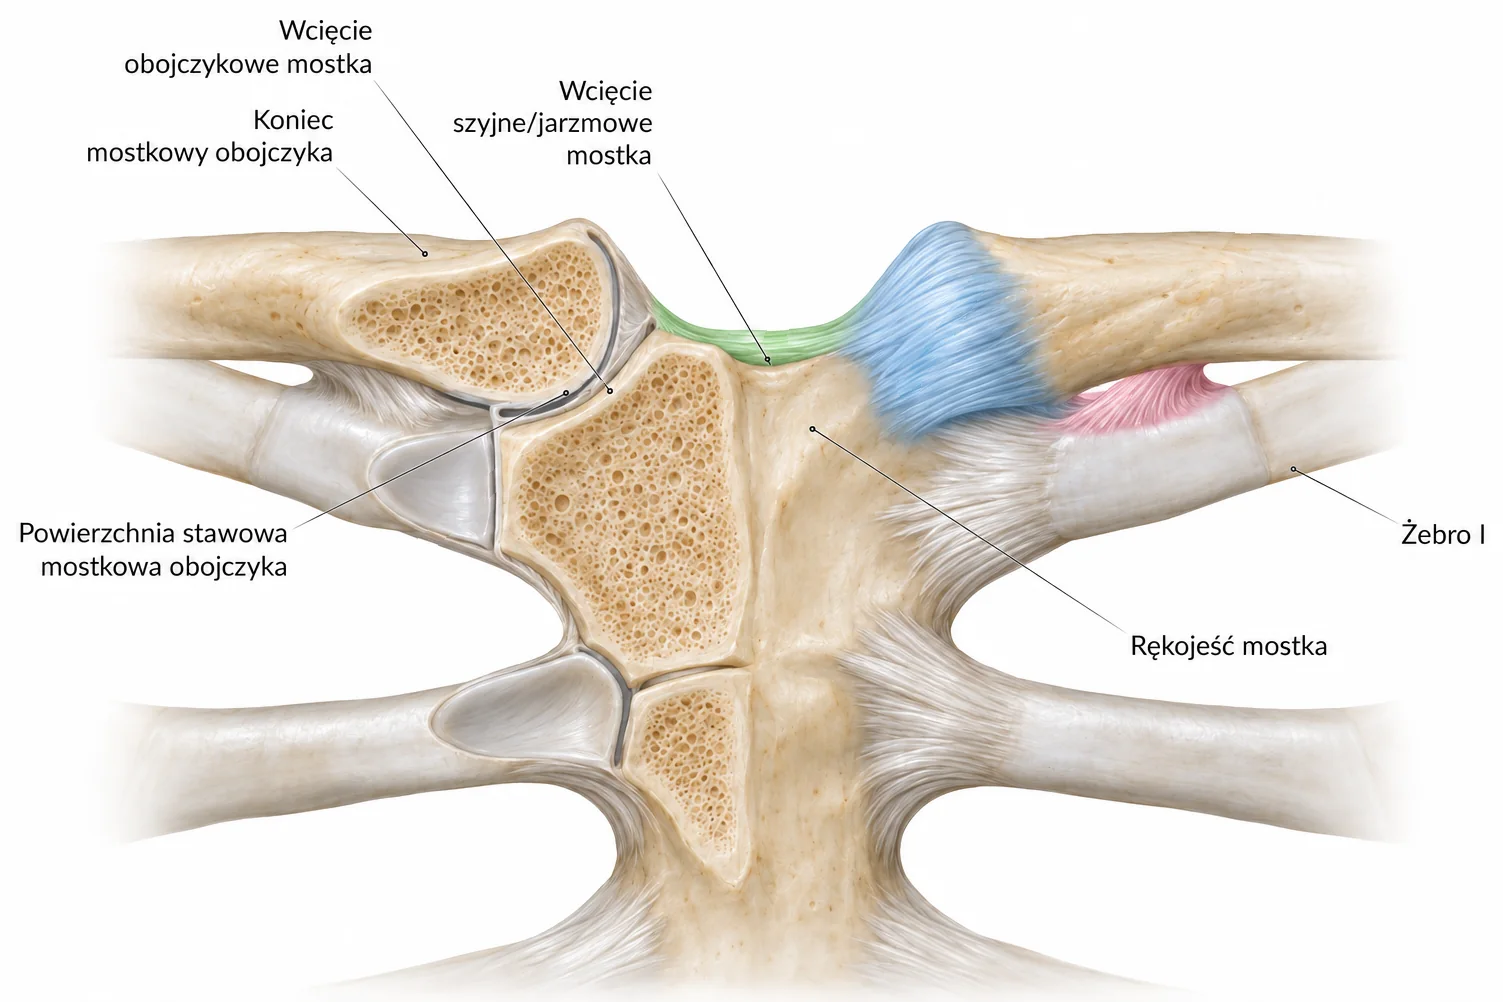 Wcięcie
obojczykowe mostka
Wcięcie
szyjne/jarzmowe
mostka
Koniec
mostkowy obojczyka
Powierzchnia stawowa
mostkowa obojczyka
Żebro I
Rękojeść mostka